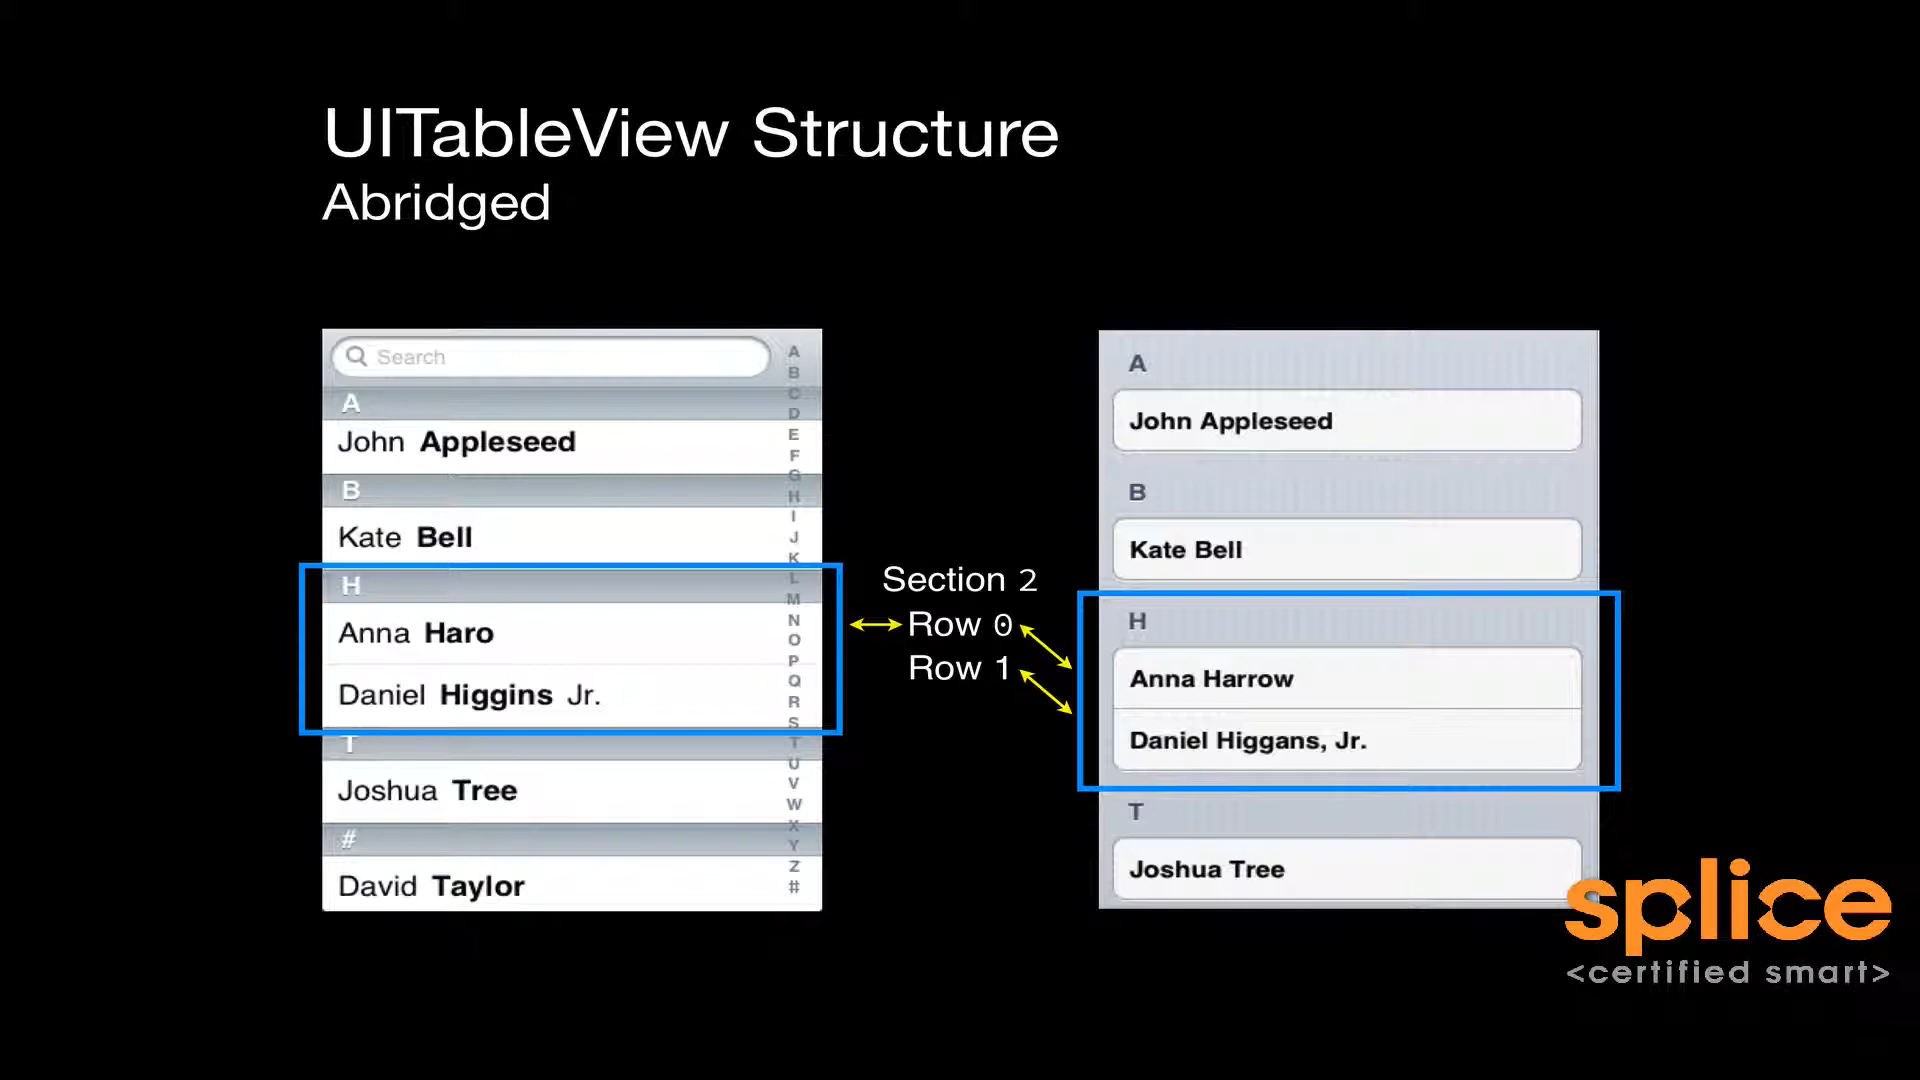 UITableView Structure
Abridged
Search
A
John Appleseed
B
Kate Bell
H
Anna Haro
Daniel Higgins Jr.
T
Joshua Tree
#
David Taylor
A
B
C
D
E
F
G
H
I
J
K
L
M
N
O
P
Q
R
S
T
U
V
W
X
Y
Z
#
Section 2
Row 0
Row 1
A
John Appleseed
B
Kate Bell
H
Anna Harrow
Daniel Higgans, Jr.
T
Joshua Tree
splice
<certified smart>